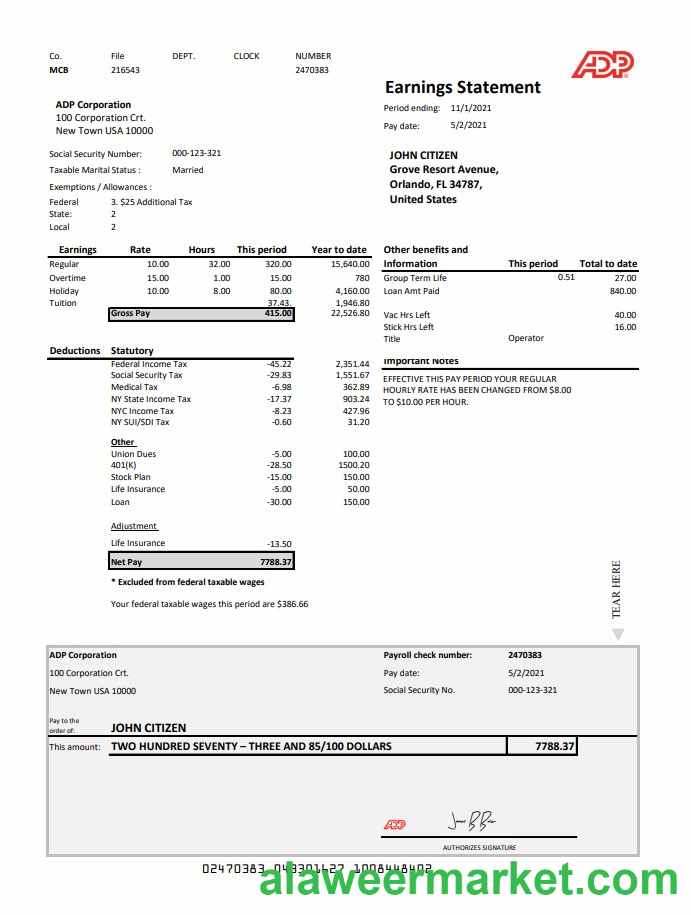 Co. File DEPT. CLOCK NUMBER
MCB 216543 2470383
ADP
Earnings Statement
Period ending: 11/1/2021
Pay date: 5/2/2021
ADP Corporation
100 Corporation Crt.
New Town USA 10000
Social Security Number: 000-123-321
Taxable Marital Status : Married
Exemptions / Allowances :
Federal 3. $25 Additional Tax
State: 2
Local 2
JOHN CITIZEN
Grove Resort Avenue,
Orlando, FL 34787,
United States
Earnings Rate Hours This period Year to date
Regular 10.00 32.00 320.00 15,640.00
Overtime 15.00 1.00 15.00 780
Holiday 10.00 8.00 80.00 4,160.00
Tuition 37.43. 1,946.80
Gross Pay 415.00 22,526.80
Other benefits and
Information This period Total to date
Group Term Life 0.51 27.00
Loan Amt Paid 840.00
Vac Hrs Left 40.00
Stick Hrs Left 16.00
Title Operator
Important Notes
EFFECTIVE THIS PAY PERIOD YOUR REGULAR
HOURLY RATE HAS BEEN CHANGED FROM $8.00
TO $10.00 PER HOUR.
Deductions Statutory
Federal Income Tax -45.22 2,351.44
Social Security Tax -29.83 1,551.67
Medical Tax -6.98 362.89
NY State Income Tax -17.37 903.24
NYC Income Tax -8.23 427.96
NY SUI/SDI Tax -0.60 31.20
Other
Union Dues -5.00 100.00
401(K) -28.50 1500.20
Stock Plan -15.00 150.00
Life Insurance -5.00 50.00
Loan -30.00 150.00
Adjustment
Life Insurance -13.50
Net Pay 7788.37
* Excluded from federal taxable wages
Your federal taxable wages this period are $386.66
TEAR HERE
ADP Corporation
100 Corporation Crt.
New Town USA 10000
Payroll check number: 2470383
Pay date: 5/2/2021
Social Security No. 000-123-321
Pay to the
order of: JOHN CITIZEN
This amount: TWO HUNDRED SEVENTY – THREE AND 85/100 DOLLARS 7788.37
ADP
AUTHORIZES SIGNATURE
02470383
alaweermarket.com